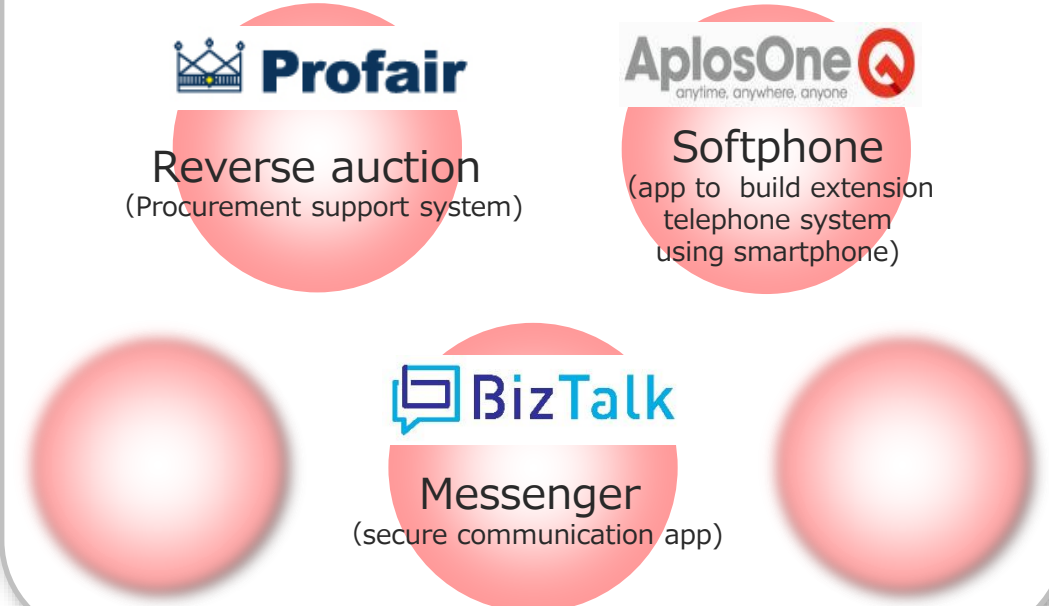 Profair
Reverse auction
(Procurement support system)
AplosOne
anytime, anywhere, anyone
Softphone
(app to  build extension
telephone system
using smartphone)
BizTalk
Messenger
(secure communication app)